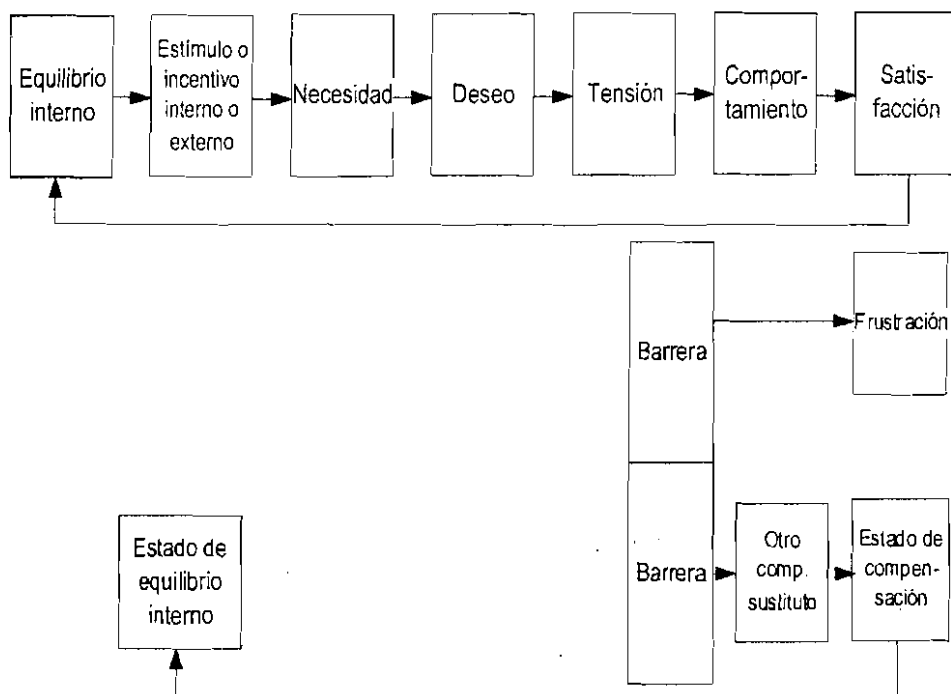 Equilibrio
interno
Estímulo o
incentivo
interno o
externo
Necesidad
Deseo
Tensión
Compor-
tamiento
Satis-
facción
Barrera
Frustración
Barrera
Otro
comp.
sustituto
Estado de
compen-
sación
Estado de
equilibrio
interno